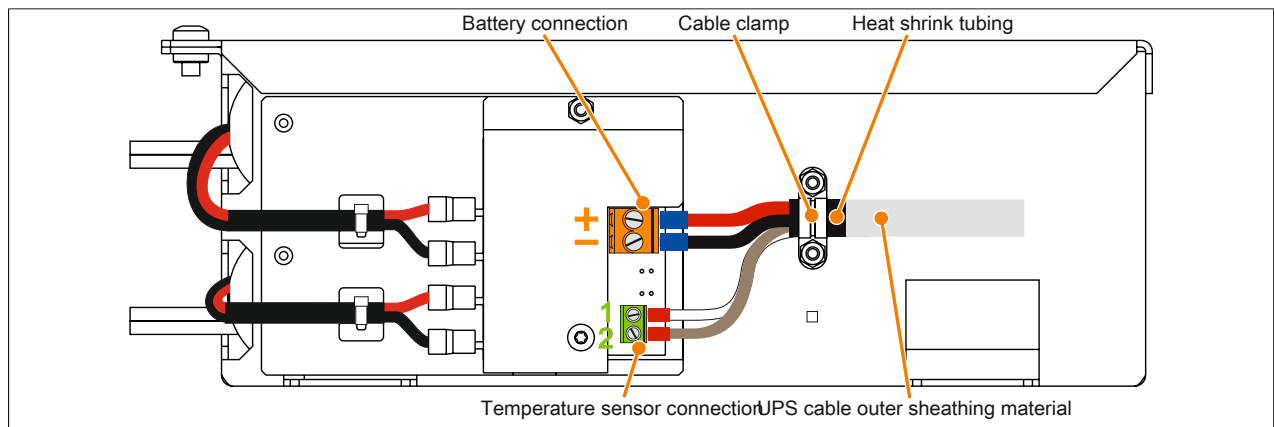 Battery connection
Cable clamp
Heat shrink tubing
+
−
1
2
Temperature sensor connection
UPS cable outer sheathing material